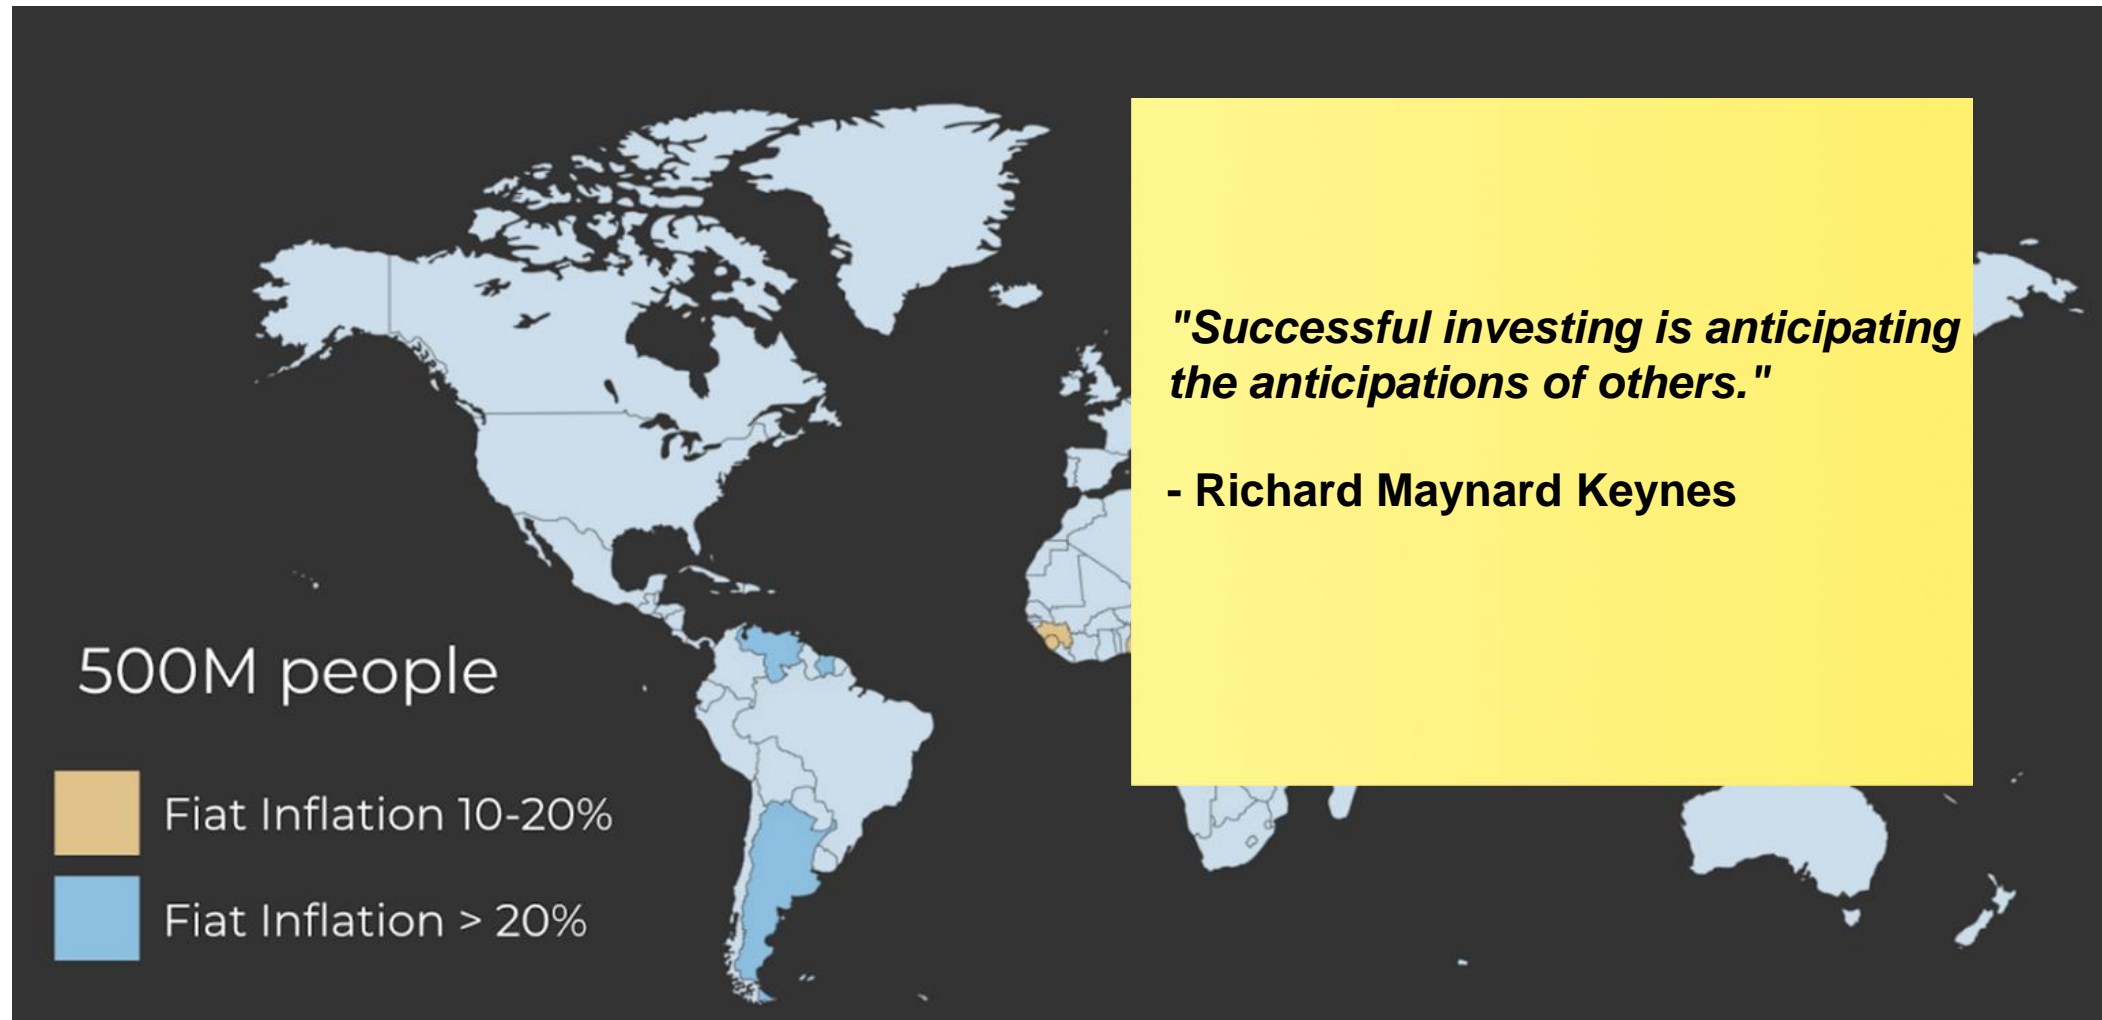 "Successful investing is anticipating
the anticipations of others."
- Richard Maynard Keynes
500M people
Fiat Inflation 10-20%
Fiat Inflation > 20%